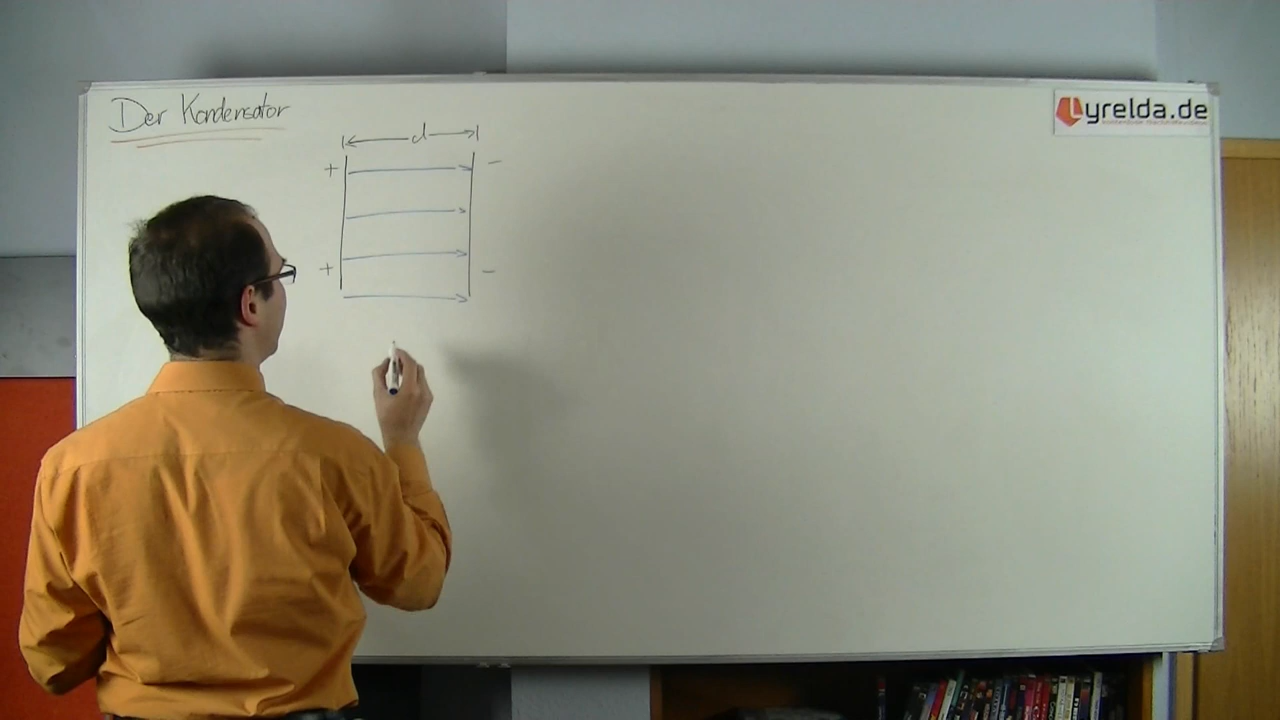 Der Kondensator
lyrelda.de
d
+ −
+ −